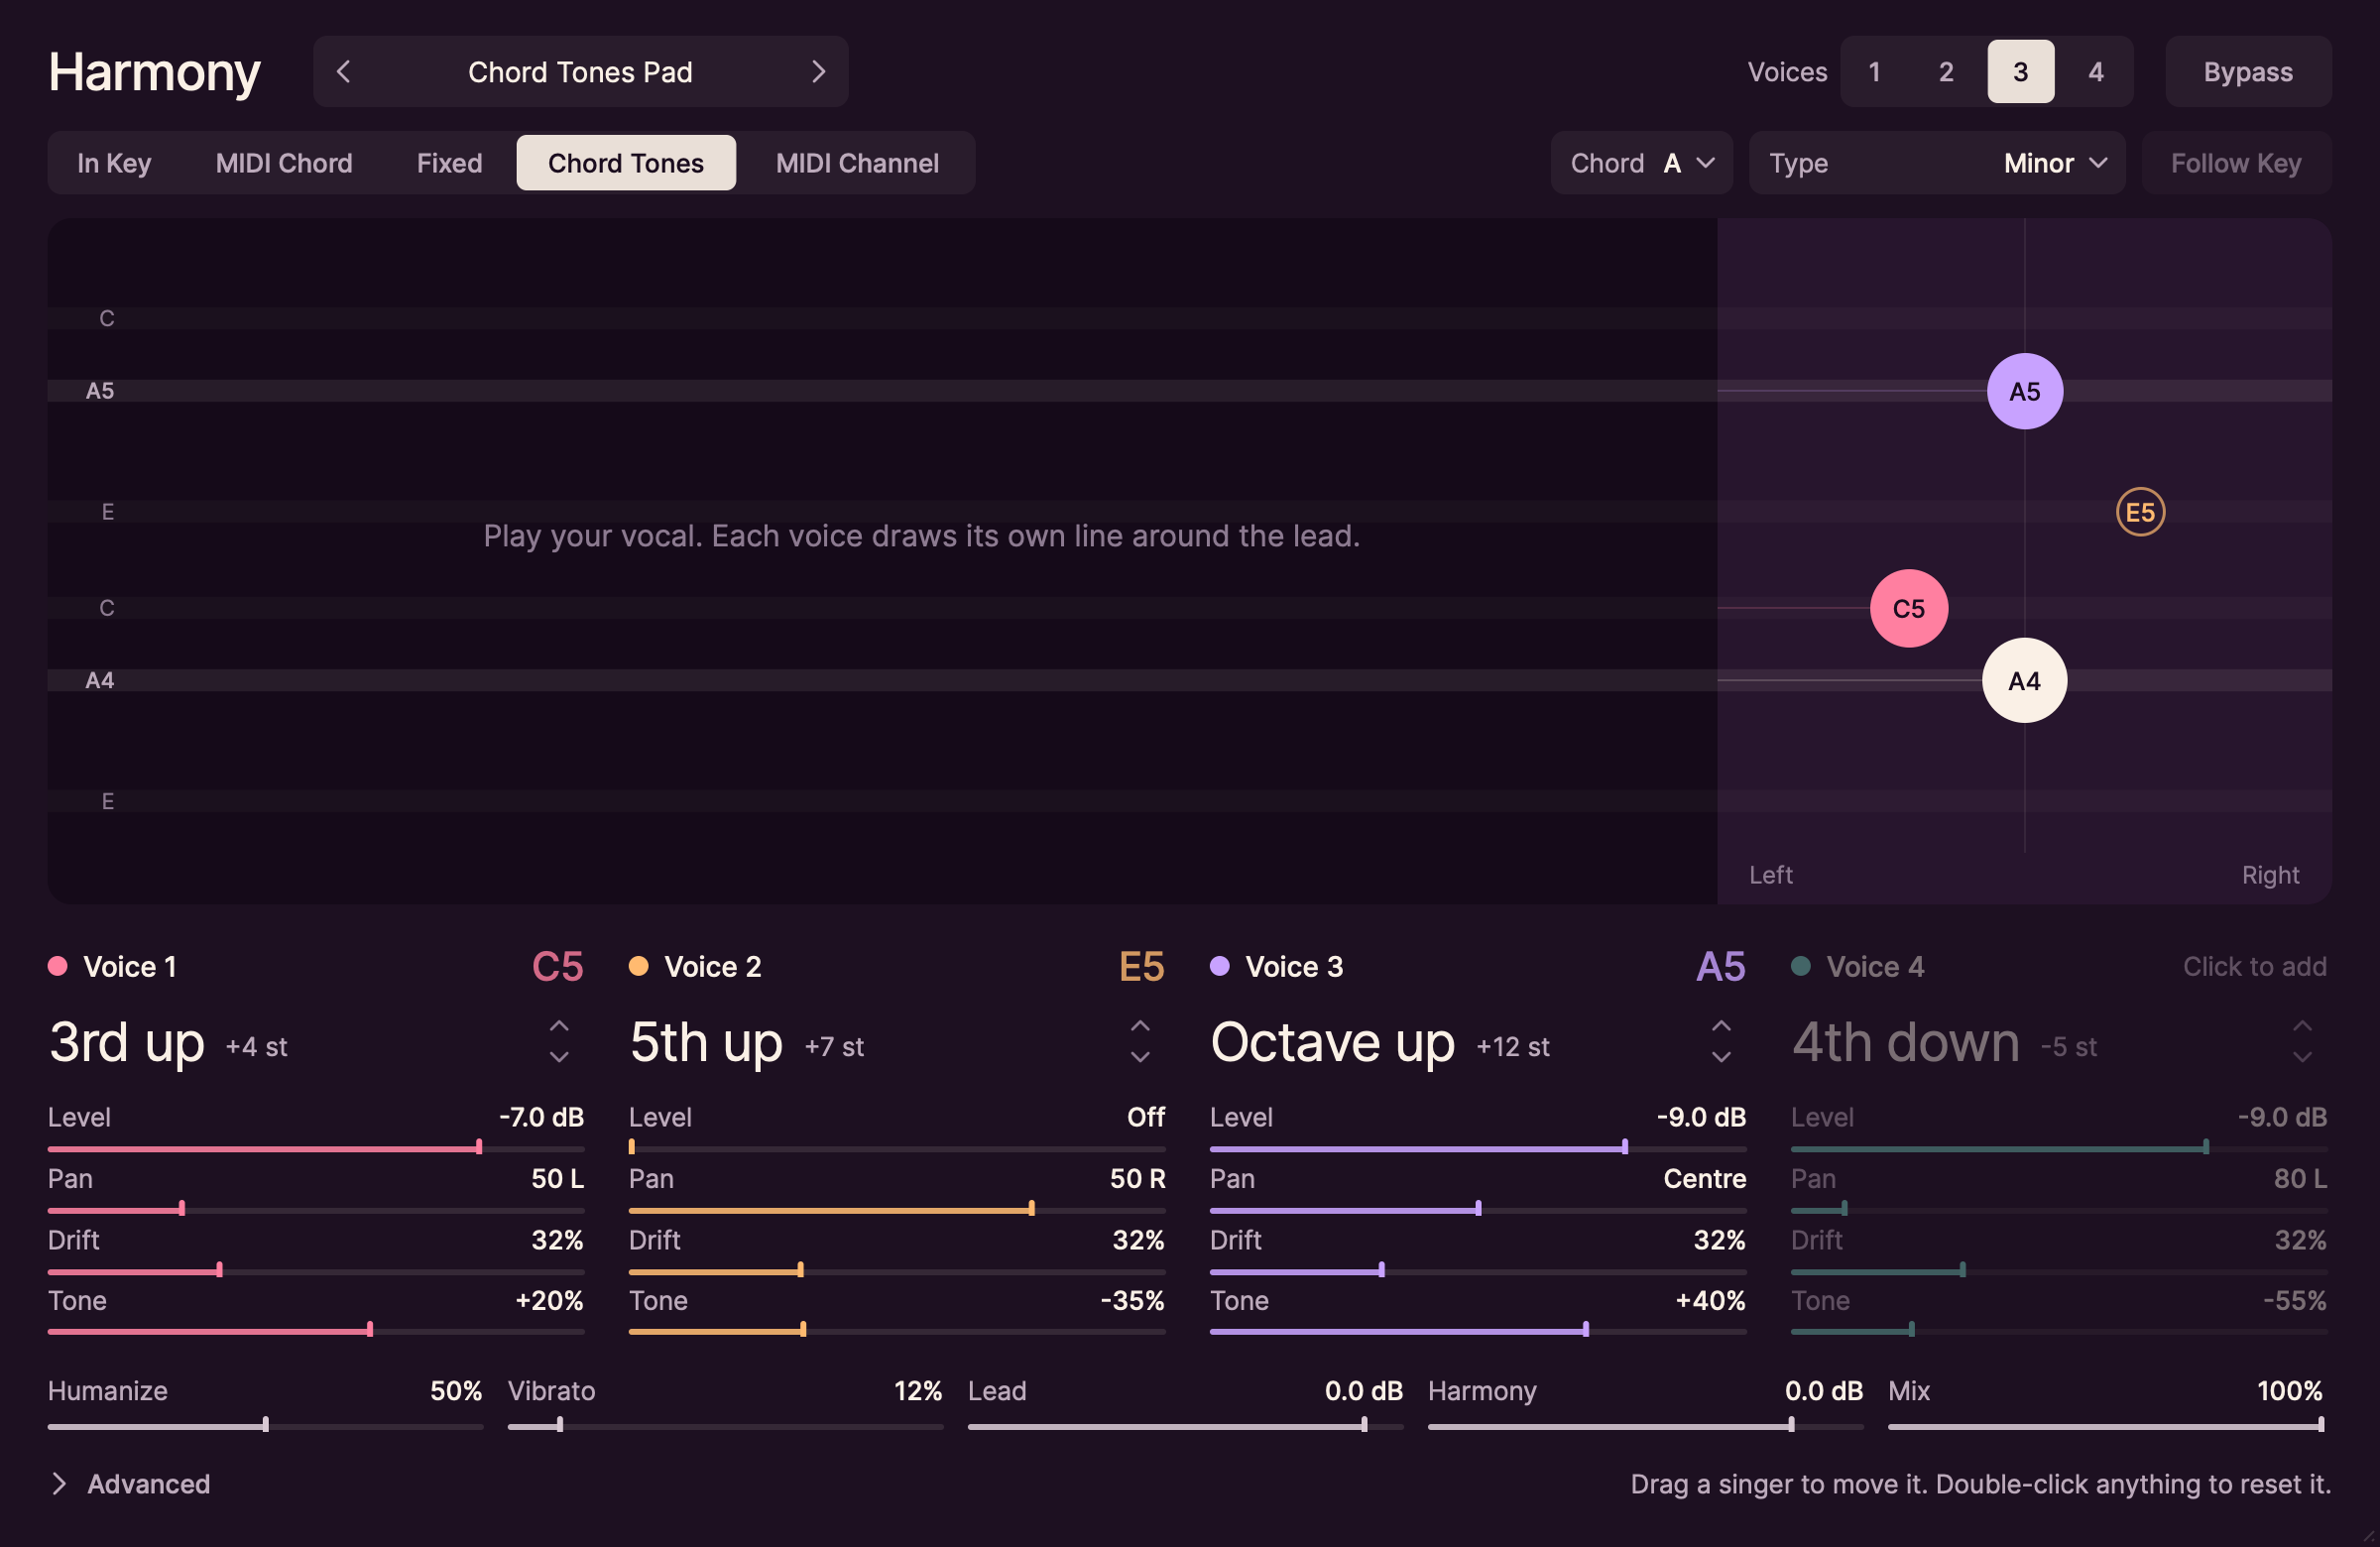 Harmony
Chord Tones Pad
Voices 1 2 3 4
Bypass
In Key MIDI Chord Fixed Chord Tones MIDI Channel
Chord A
Type Minor
Follow Key
C
A5 A5
E E5
Play your vocal. Each voice draws its own line around the lead.
C C5
A4 A4
E
Left Right
Voice 1 C5
3rd up +4 st
Level -7.0 dB
Pan 50 L
Drift 32%
Tone +20%
Voice 2 E5
5th up +7 st
Level Off
Pan 50 R
Drift 32%
Tone -35%
Voice 3 A5
Octave up +12 st
Level -9.0 dB
Pan Centre
Drift 32%
Tone +40%
Voice 4 Click to add
4th down -5 st
Level -9.0 dB
Pan 80 L
Drift 32%
Tone -55%
Humanize 50%
Vibrato 12%
Lead 0.0 dB
Harmony 0.0 dB
Mix 100%
Advanced
Drag a singer to move it. Double-click anything to reset it.